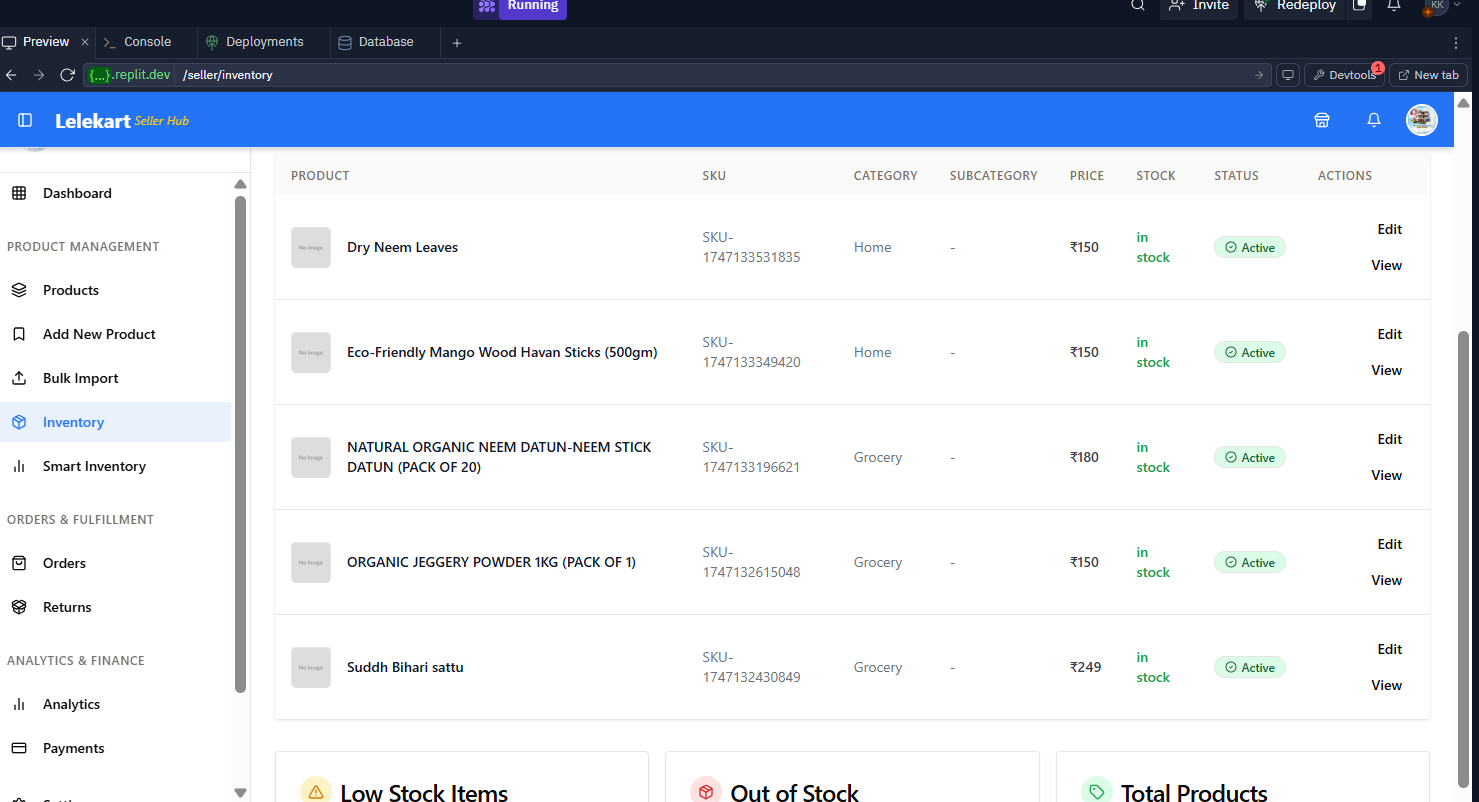 Running
Invite
Redeploy
KK
Preview
Console
Deployments
Database
{...}.replit.dev
/seller/inventory
Devtools
1
New tab
Lelekart Seller Hub
Dashboard
PRODUCT MANAGEMENT
Products
Add New Product
Bulk Import
Inventory
Smart Inventory
ORDERS & FULFILLMENT
Orders
Returns
ANALYTICS & FINANCE
Analytics
Payments
PRODUCT SKU CATEGORY SUBCATEGORY PRICE STOCK STATUS ACTIONS
No Image
Dry Neem Leaves
SKU-
1747133531835
Home
-
₹150
in
stock
Active
Edit
View
No Image
Eco-Friendly Mango Wood Havan Sticks (500gm)
SKU-
1747133349420
Home
-
₹150
in
stock
Active
Edit
View
No Image
NATURAL ORGANIC NEEM DATUN-NEEM STICK
DATUN (PACK OF 20)
SKU-
1747133196621
Grocery
-
₹180
in
stock
Active
Edit
View
No Image
ORGANIC JEGGERY POWDER 1KG (PACK OF 1)
SKU-
1747132615048
Grocery
-
₹150
in
stock
Active
Edit
View
No Image
Suddh Bihari sattu
SKU-
1747132430849
Grocery
-
₹249
in
stock
Active
Edit
View
Low Stock Items
Out of Stock
Total Products